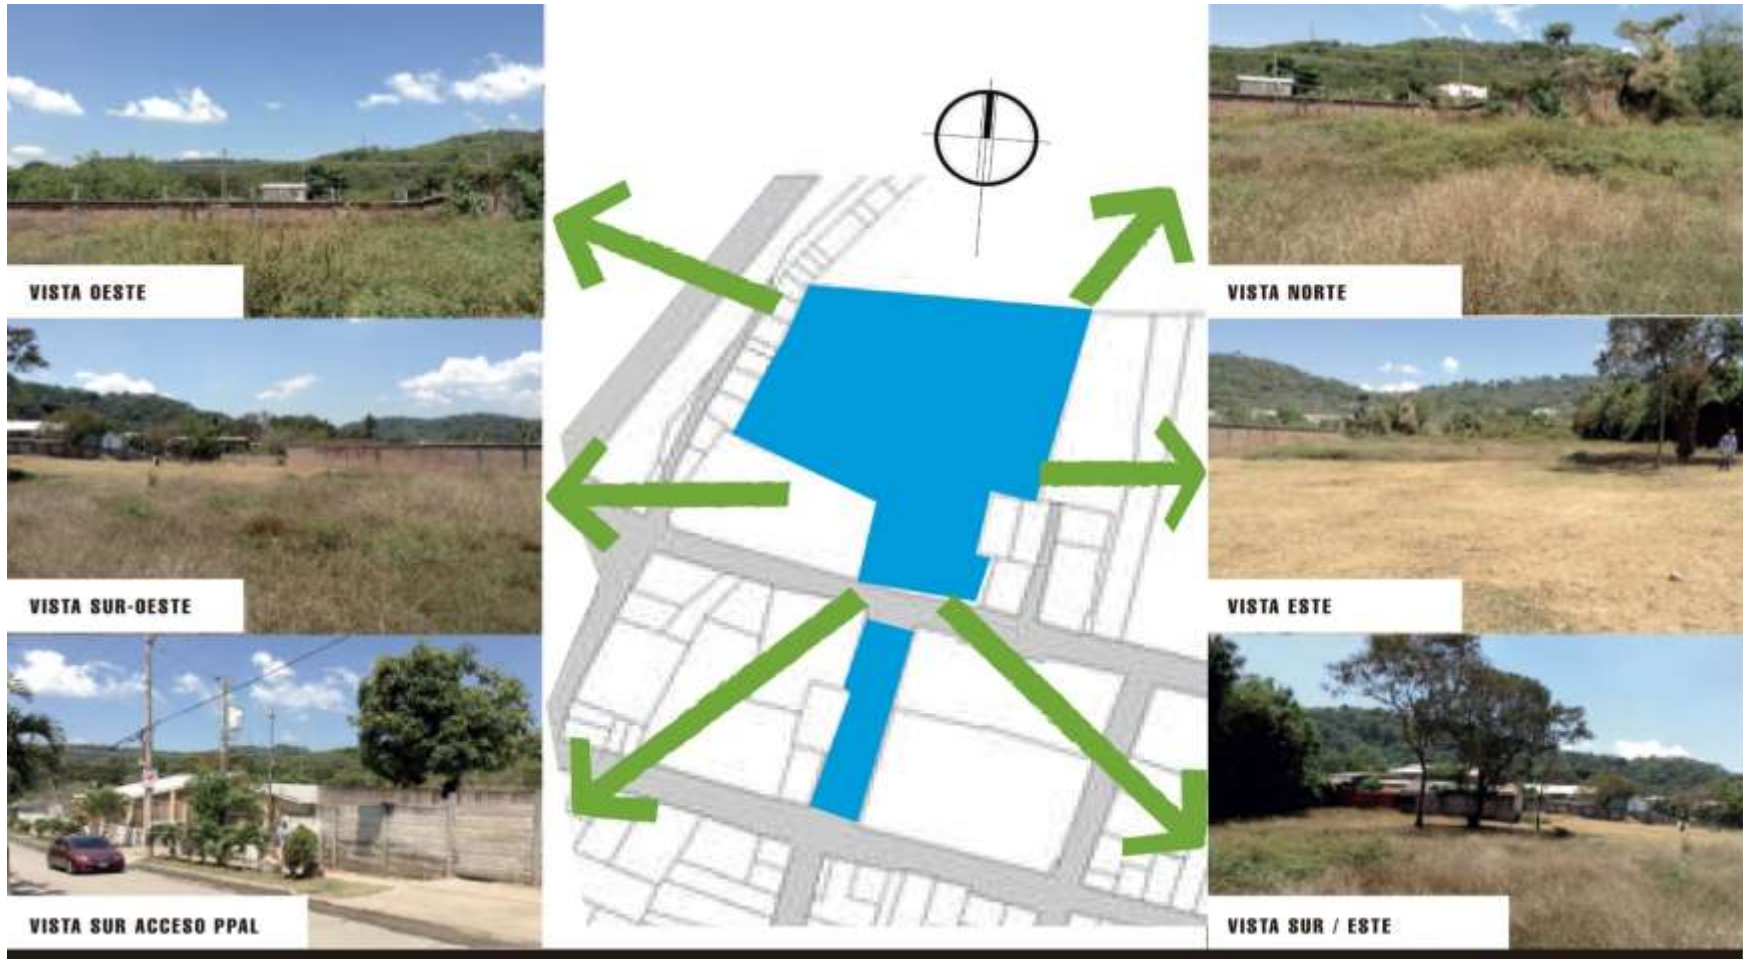 VISTA OESTE
VISTA NORTE
VISTA SUR-OESTE
VISTA ESTE
VISTA SUR ACCESO PPAL
VISTA SUR / ESTE